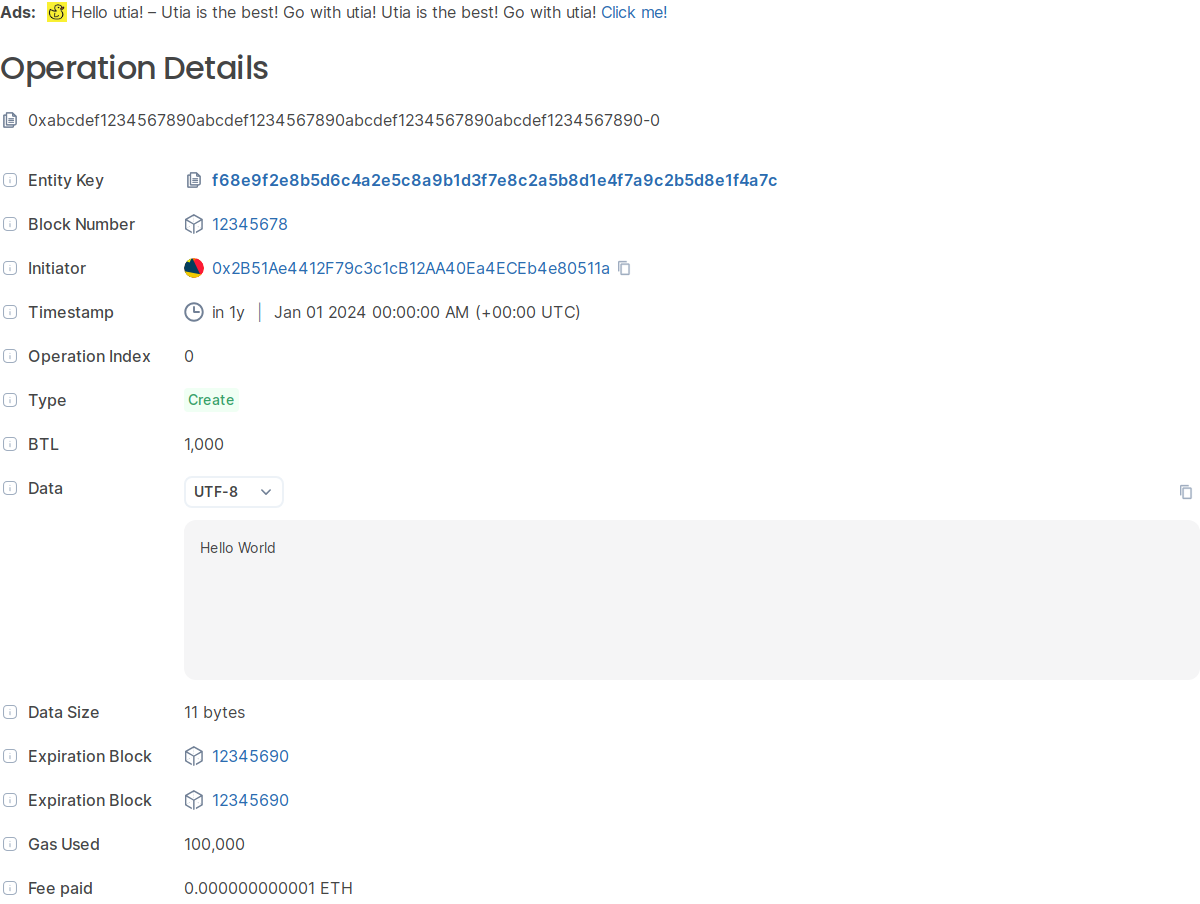 Ads: Hello utia! – Utia is the best! Go with utia! Utia is the best! Go with utia! Click me!
Operation Details
0xabcdef1234567890abcdef1234567890abcdef1234567890abcdef1234567890-0
Entity Key f68e9f2e8b5d6c4a2e5c8a9b1d3f7e8c2a5b8d1e4f7a9c2b5d8e1f4a7c
Block Number 12345678
Initiator 0x2B51Ae4412F79c3c1cB12AA40Ea4ECEb4e80511a
Timestamp in 1y | Jan 01 2024 00:00:00 AM (+00:00 UTC)
Operation Index 0
Type Create
BTL 1,000
Data UTF-8
Hello World
Data Size 11 bytes
Expiration Block 12345690
Expiration Block 12345690
Gas Used 100,000
Fee paid 0.000000000001 ETH